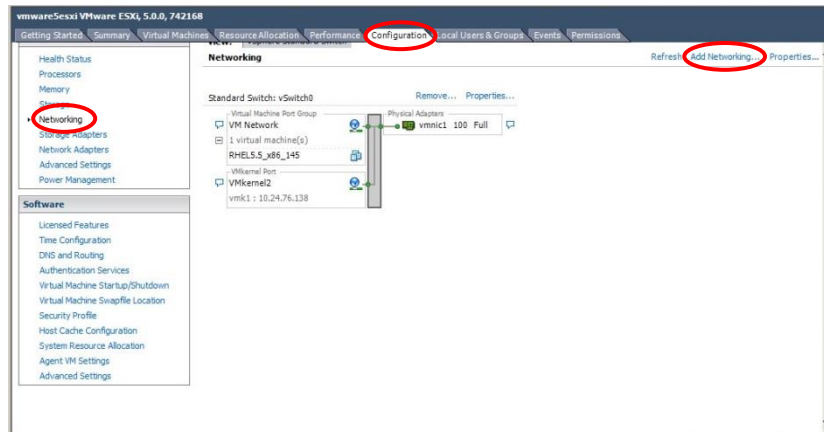 vmware5esxi VMware ESXi, 5.0.0, 742168
Getting Started Summary Virtual Machines Resource Allocation Performance Configuration Local Users & Groups Events Permissions
View: vSphere Standard Switch
Networking Refresh Add Networking... Properties...
Health Status
Processors
Memory
Storage
Networking
Storage Adapters
Network Adapters
Advanced Settings
Power Management
Standard Switch: vSwitch0 Remove... Properties...
Virtual Machine Port Group Physical Adapters
VM Network vmnic1 100 Full
1 virtual machine(s)
RHEL5.5_x86_145
VMkernel Port
VMkernel2
vmk1 : 10.24.76.138
Software
Licensed Features
Time Configuration
DNS and Routing
Authentication Services
Virtual Machine Startup/Shutdown
Virtual Machine Swapfile Location
Security Profile
Host Cache Configuration
System Resource Allocation
Agent VM Settings
Advanced Settings